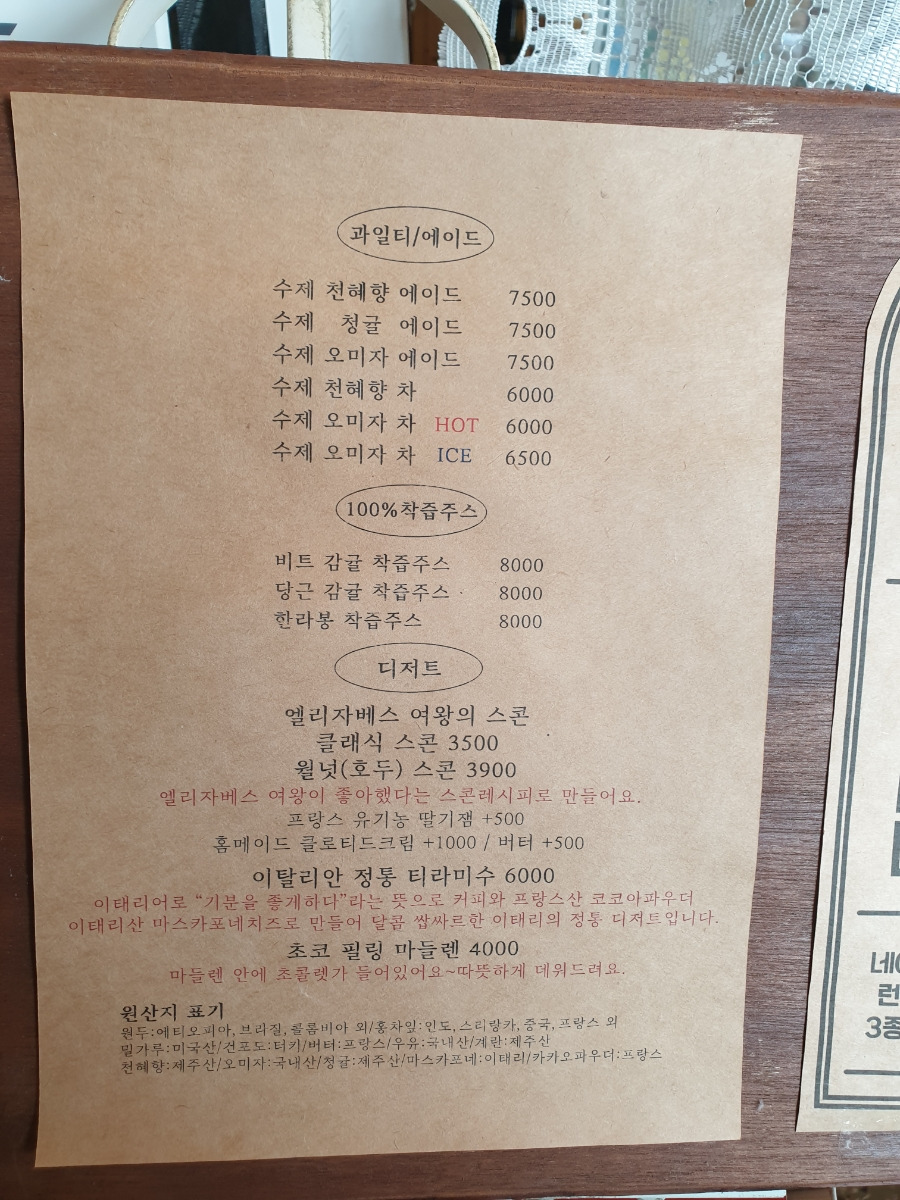 과일티/에이드
수제 천혜향 에이드 7500
수제 청귤 에이드 7500
수제 오미자 에이드 7500
수제 천혜향 차 6000
수제 오미자 차 HOT 6000
수제 오미자 차 ICE 6500
100%착즙주스
비트 감귤 착즙주스 8000
당근 감귤 착즙주스 8000
한라봉 착즙주스 8000
디저트
엘리자베스 여왕의 스콘
클래식 스콘 3500
월넛(호두) 스콘 3900
엘리자베스 여왕이 좋아했다는 스콘레시피로 만들어요.
프랑스 유기농 딸기잼 +500
홈메이드 클로티드크림 +1000 / 버터 +500
이탈리안 정통 티라미수 6000
이태리어로 “기분을 좋게하다”라는 뜻으로 커피와 프랑스산 코코아파우더
이태리산 마스카포네치즈로 만들어 달콤 쌉싸르한 이태리의 정통 디저트입니다.
초코 필링 마들렌 4000
마들렌 안에 초콜렛가 들어있어요~따뜻하게 데워드려요.
원산지 표기
원두:에티오피아, 브라질, 콜롬비아 외/홍차잎:인도, 스리랑카, 중국, 프랑스 외
밀가루:미국산/건포도:터키/버터:프랑스/우유:국내산/계란:제주산
천혜향:제주산/오미자:국내산/청귤:제주산/마스카포네:이태리/카카오파우더:프랑스
3종